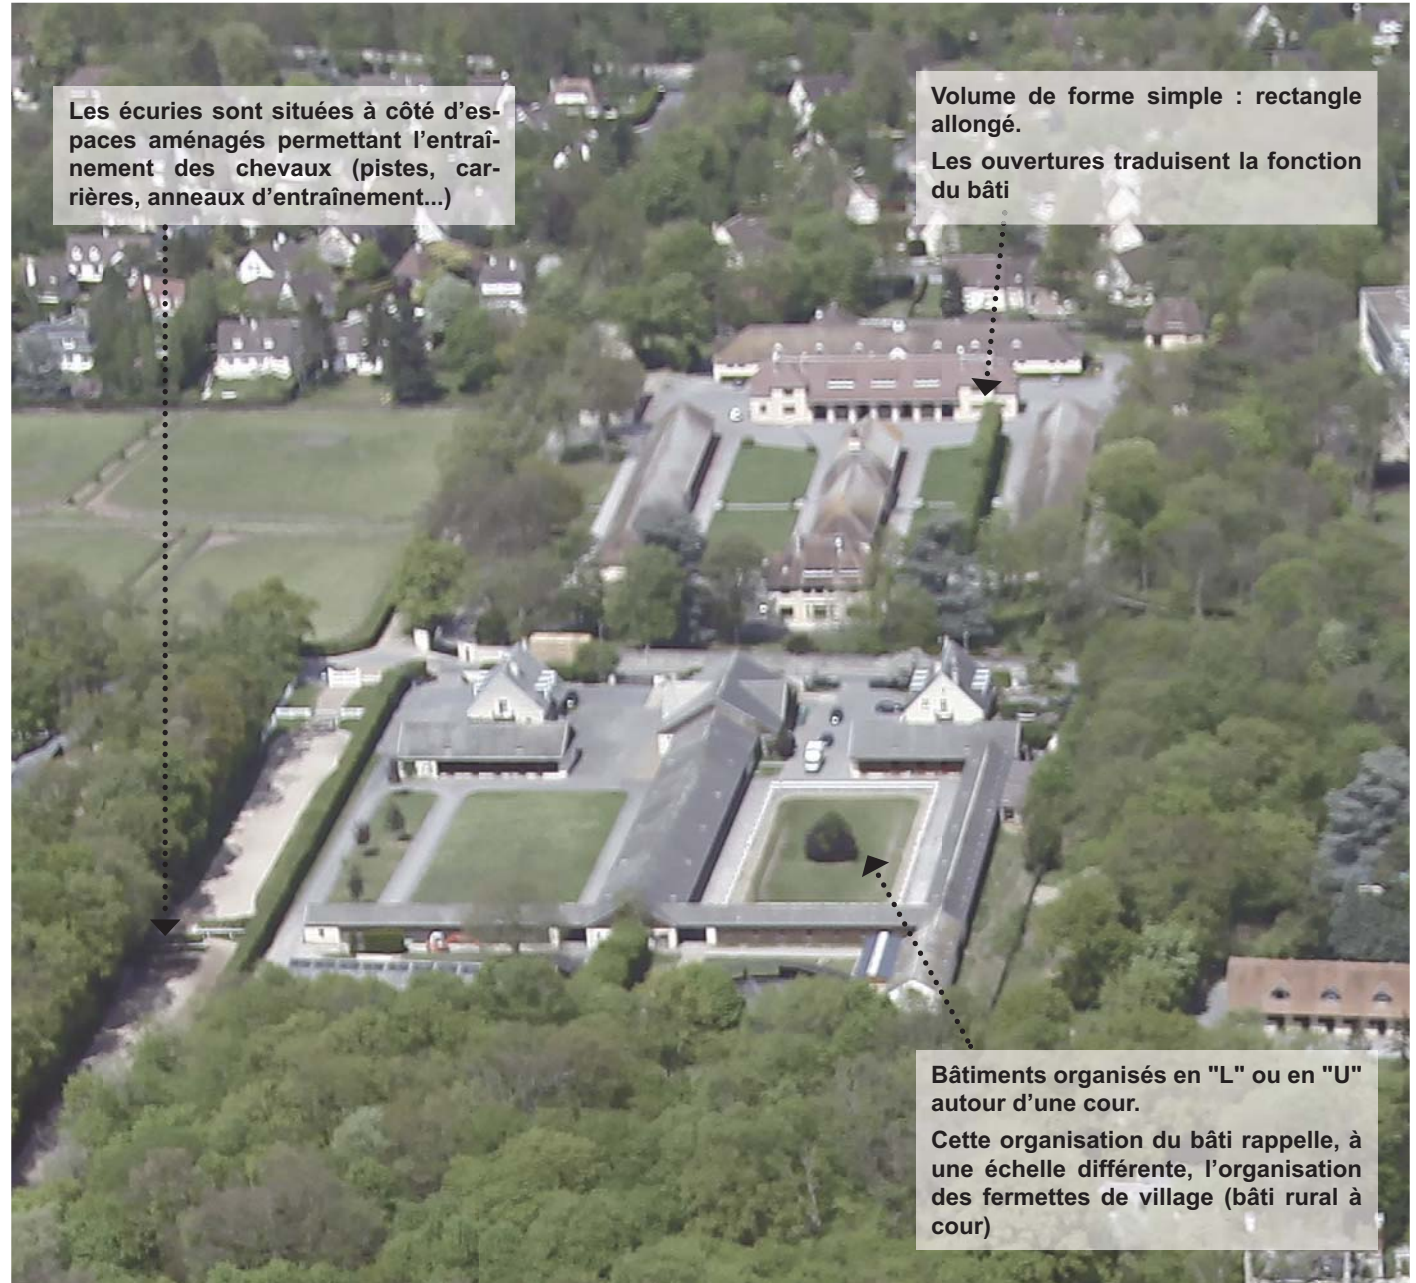 Les écuries sont situées à côté d'es-
paces aménagés permettant l'entraî-
nement des chevaux (pistes, car-
rières, anneaux d'entraînement...)
Volume de forme simple : rectangle
allongé.
Les ouvertures traduisent la fonction
du bâti
Bâtiments organisés en "L" ou en "U"
autour d'une cour.
Cette organisation du bâti rappelle, à
une échelle différente, l'organisation
des fermettes de village (bâti rural à
cour)